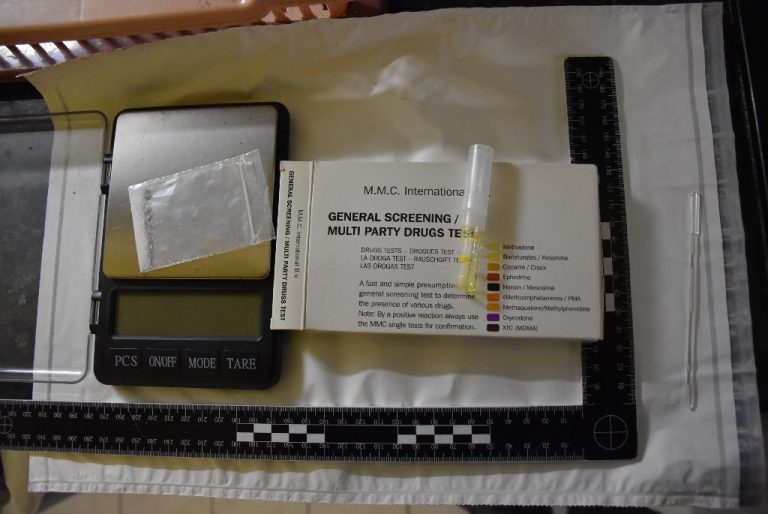 GENERAL SCREENING / MULTI PARTY DRUGS TEST
M.M.C. International B.V.
M.M.C. Internationa
GENERAL SCREENING /
MULTI PARTY DRUGS TEST
DRUGS TESTS - DROGUES TEST -
LA DROGA TEST - RAUSCHGIFT
LAS DROGAS TEST
A fast and simple presumptive
general screening test to determine
the presence of various drugs.
Note: By a positive reaction always use
the MMC single tests for confirmation.
Methadone
Barbiturates / Ketamine
Cocaine / Crack
Ephedrine
Heroin / Mescaline
(Meth)amphetamines / PMA
Methaqualone/Methylphenidate
Oxycodone
XTC (MDMA)
PCS ON/OFF MODE TARE